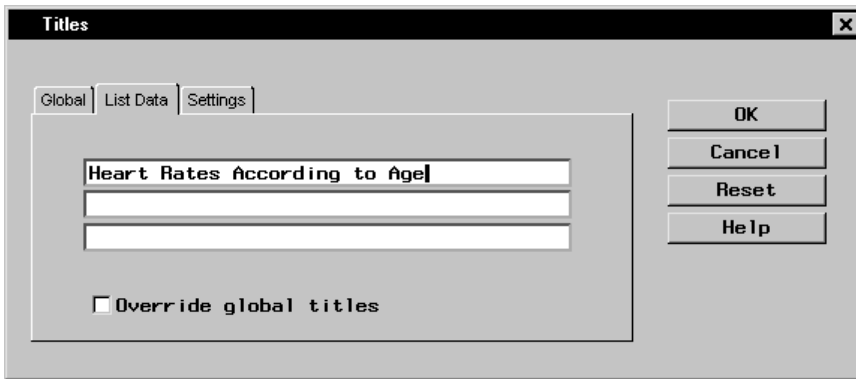 Titles
Global List Data Settings
OK
Heart Rates According to Age
Cancel
Reset
Help
Override global titles